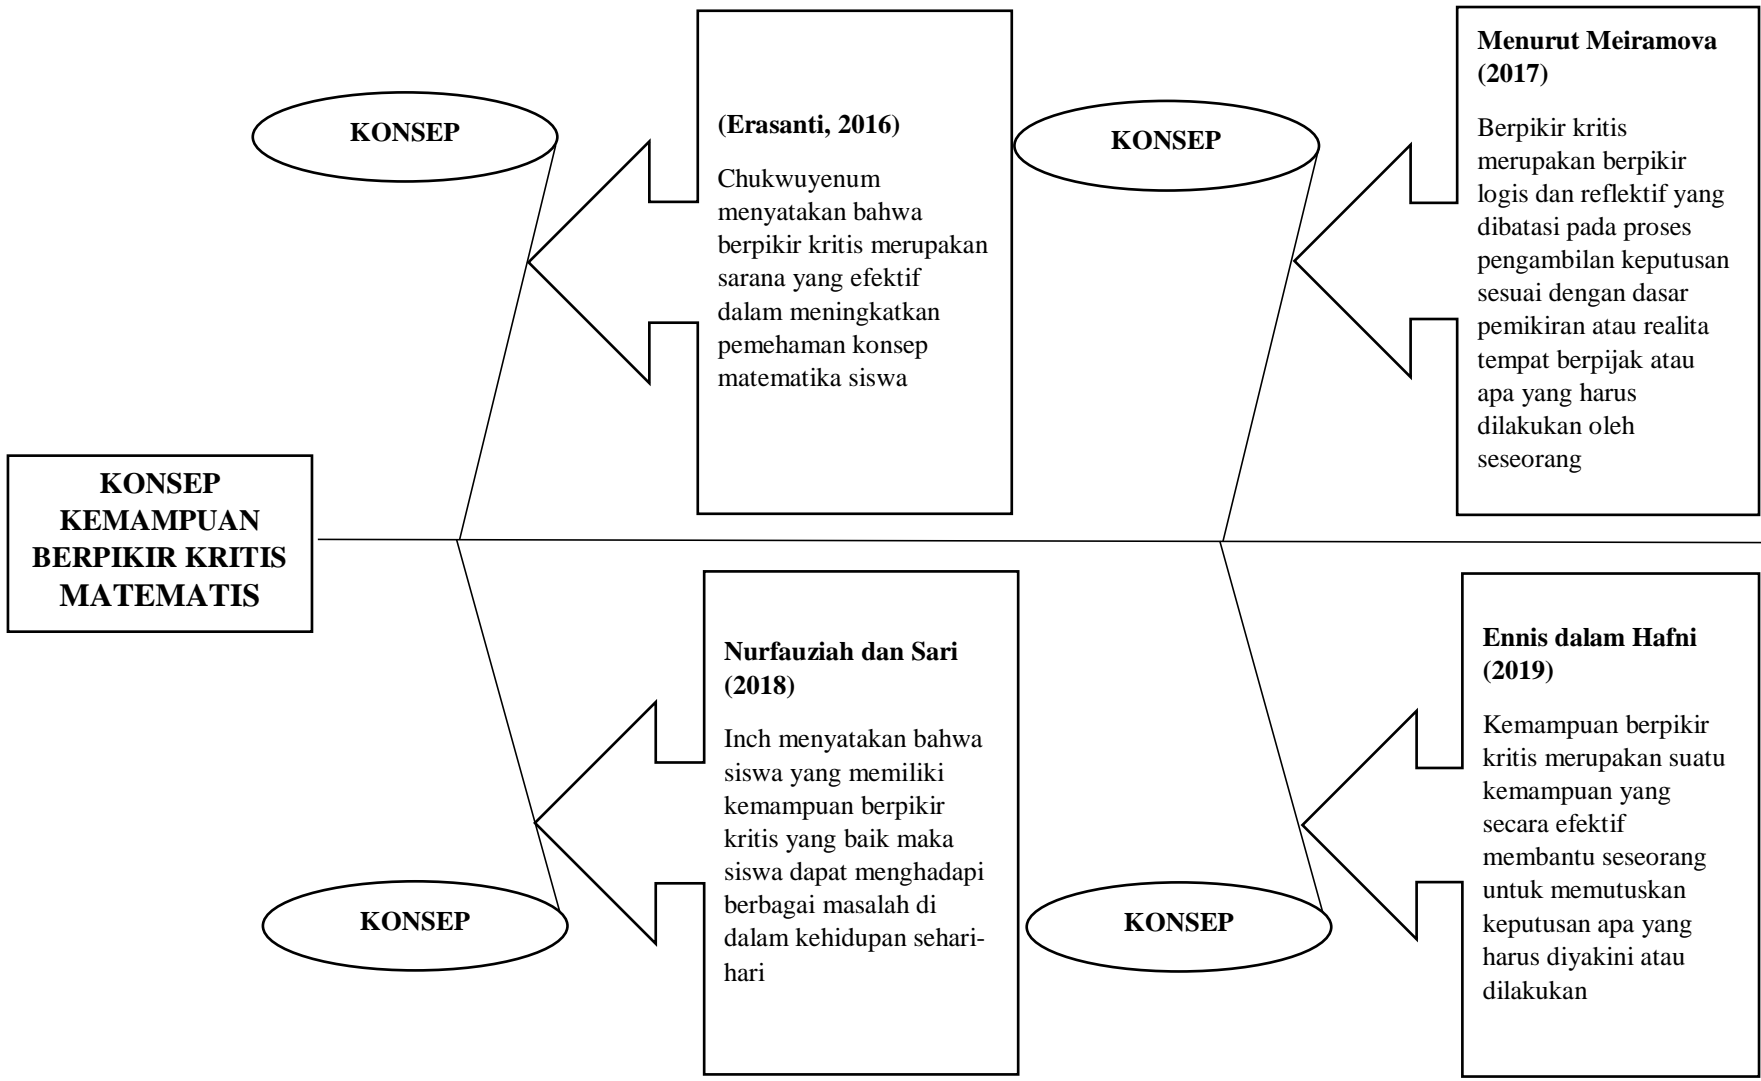 KONSEP
(Erasanti, 2016)
Chukwuyenum
menyatakan bahwa
berpikir kritis merupakan
sarana yang efektif
dalam meningkatkan
pemehaman konsep
matematika siswa
KONSEP
Menurut Meiramova
(2017)
Berpikir kritis
merupakan berpikir
logis dan reflektif yang
dibatasi pada proses
pengambilan keputusan
sesuai dengan dasar
pemikiran atau realita
tempat berpijak atau
apa yang harus
dilakukan oleh
seseorang
KONSEP
KEMAMPUAN
BERPIKIR KRITIS
MATEMATIS
KONSEP
Nurfauziah dan Sari
(2018)
Inch menyatakan bahwa
siswa yang memiliki
kemampuan berpikir
kritis yang baik maka
siswa dapat menghadapi
berbagai masalah di
dalam kehidupan sehari-
hari
KONSEP
Ennis dalam Hafni
(2019)
Kemampuan berpikir
kritis merupakan suatu
kemampuan yang
secara efektif
membantu seseorang
untuk memutuskan
keputusan apa yang
harus diyakini atau
dilakukan